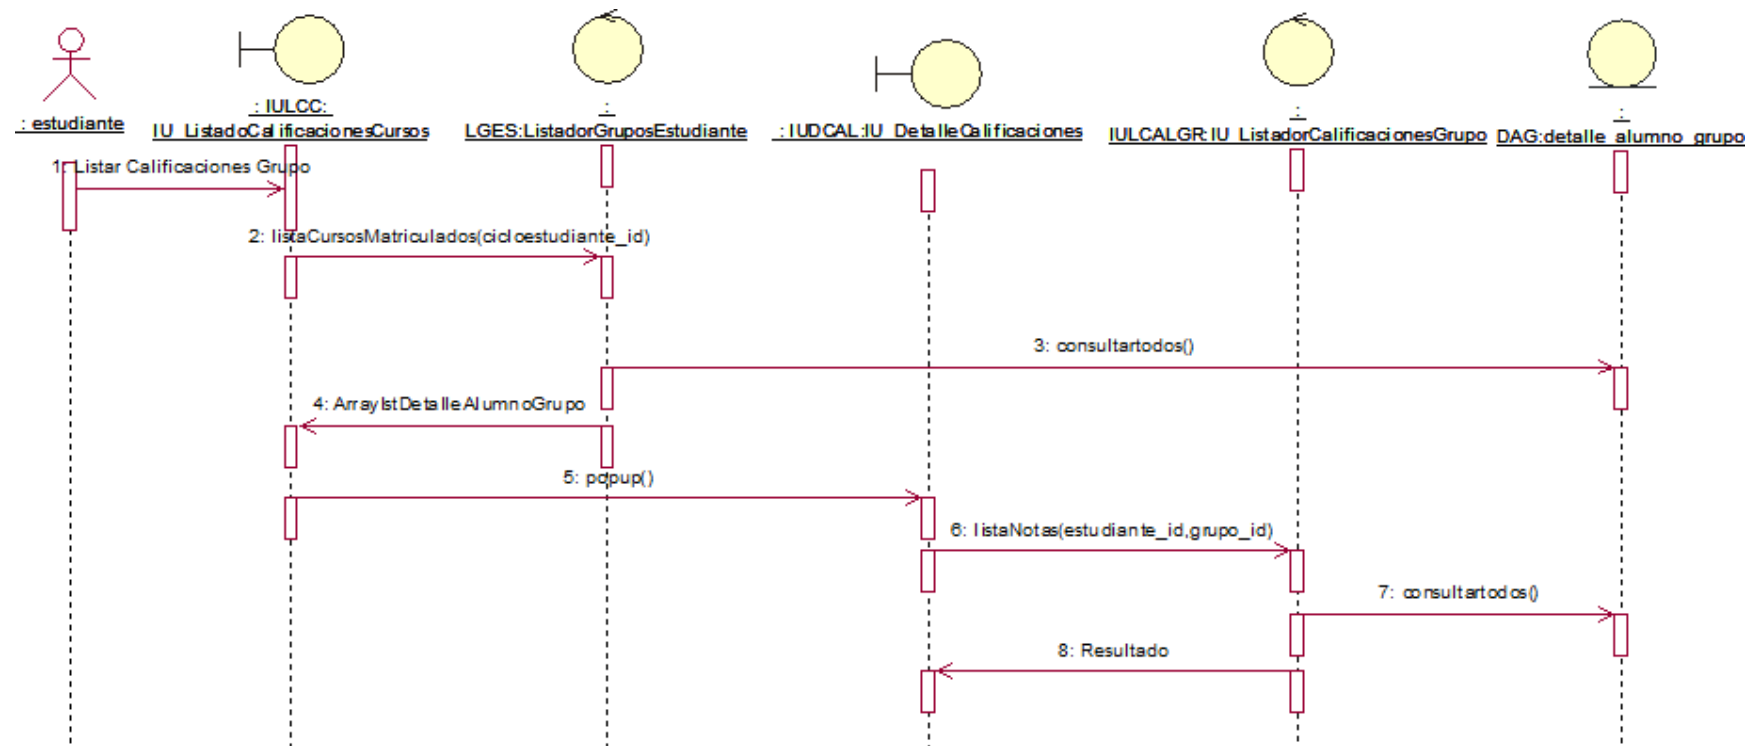 : estudiante
: IULCC:
IU_ListadoCalificacionesCursos
:
LGES:ListadorGruposEstudiante
: IUDCAL:IU_DetalleCalificaciones
:
IULCALGR:IU_ListadorCalificacionesGrupo
:
DAG:detalle_alumno_grupo
1: Listar Calificaciones Grupo
2: listaCursosMatriculados(cicloestudiante_id)
3: consultartodos()
4: ArraylstDetalleAlumnoGrupo
5: popup()
6: listaNotas(estudiante_id,grupo_id)
7: consultartodos()
8: Resultado